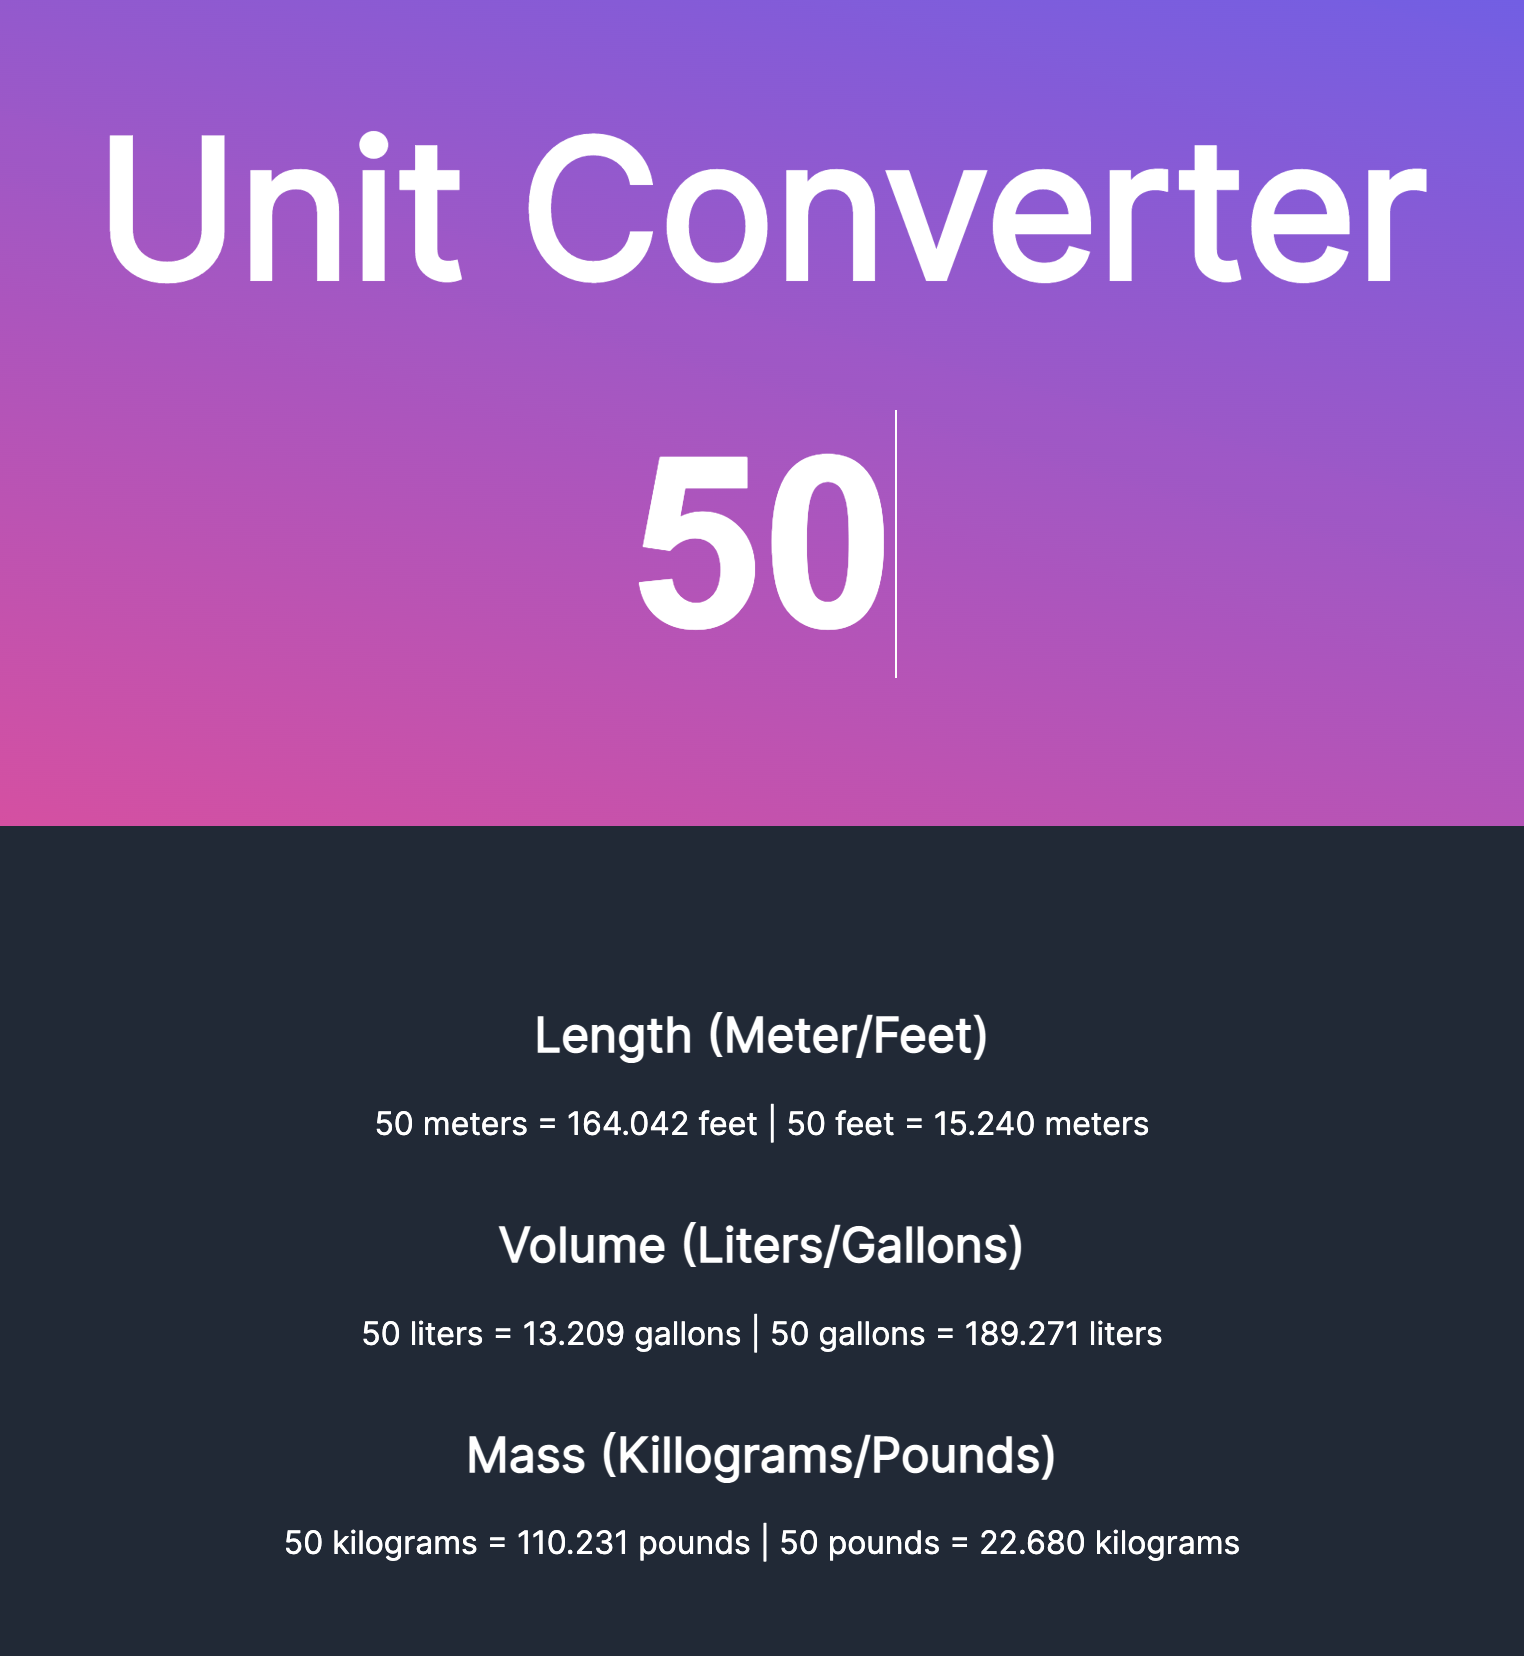 Unit Converter
50
Length (Meter/Feet)
50 meters = 164.042 feet | 50 feet = 15.240 meters
Volume (Liters/Gallons)
50 liters = 13.209 gallons | 50 gallons = 189.271 liters
Mass (Killograms/Pounds)
50 kilograms = 110.231 pounds | 50 pounds = 22.680 kilograms